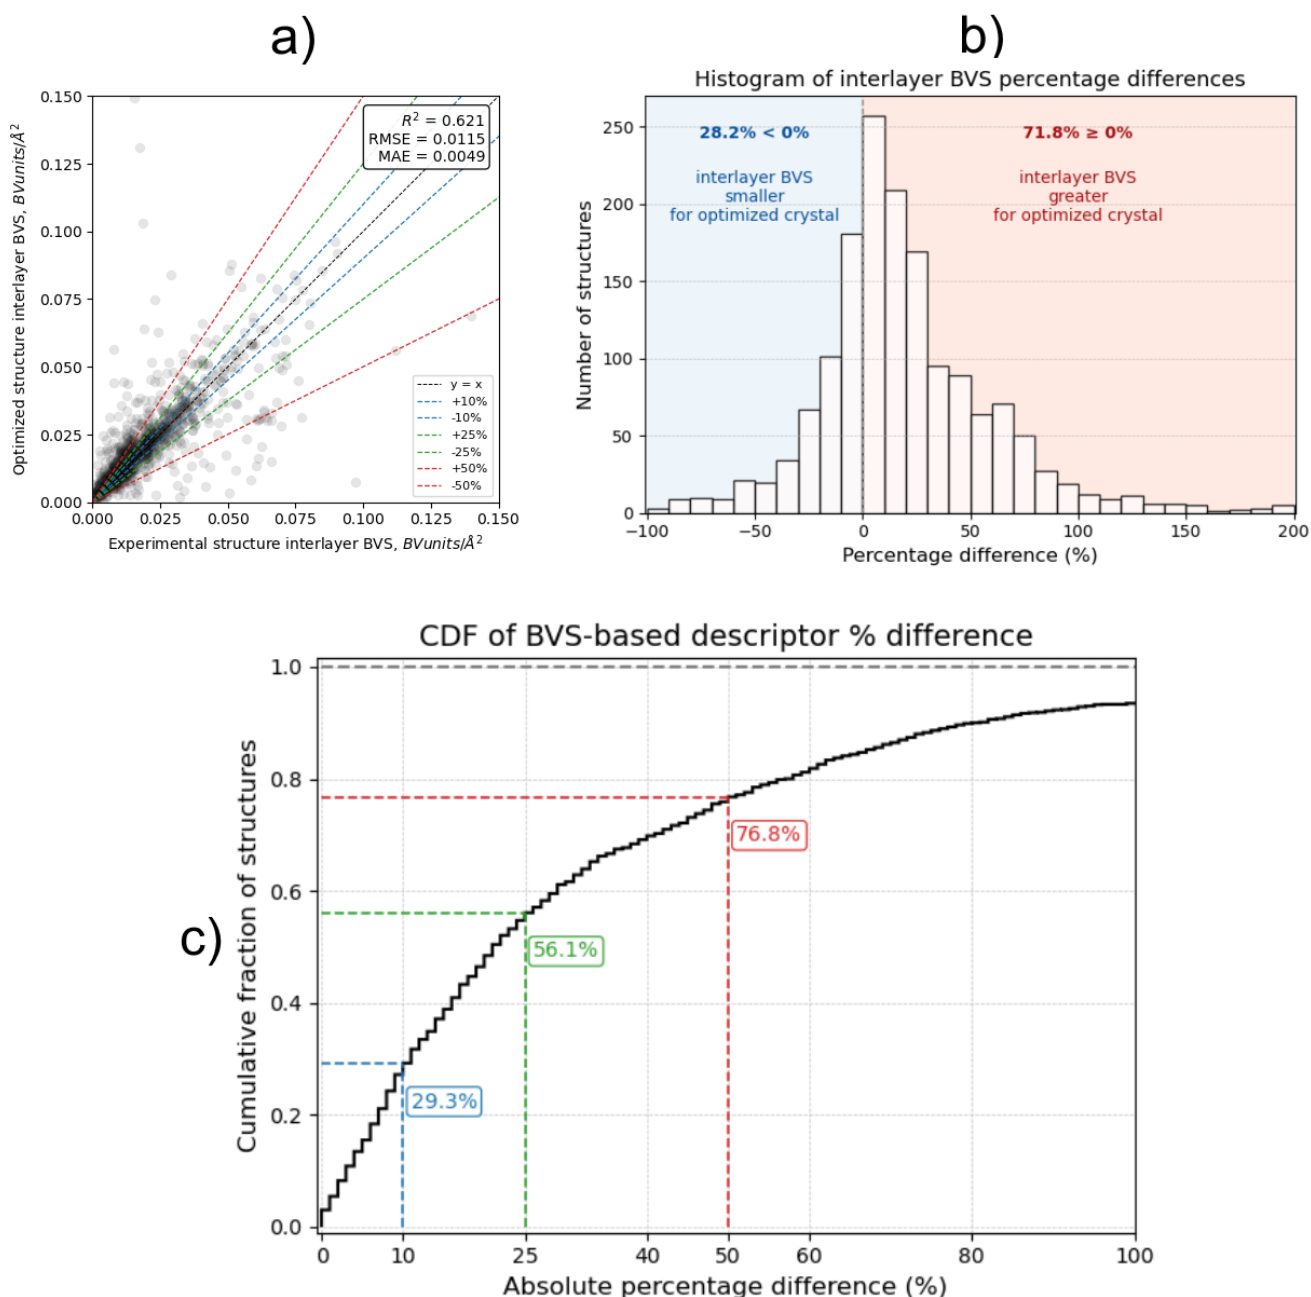 a)
0.150
0.125
0.100
0.075
0.050
0.025
0.000
Optimized structure interlayer BVS, BVunits/Å²
R² = 0.621
RMSE = 0.0115
MAE = 0.0049
y = x
+10%
-10%
+25%
-25%
+50%
-50%
0.000 0.025 0.050 0.075 0.100 0.125 0.150
Experimental structure interlayer BVS, BVunits/Å²
b)
Histogram of interlayer BVS percentage differences
250
200
150
100
50
0
Number of structures
28.2% < 0%
interlayer BVS
smaller
for optimized crystal
71.8% ≥ 0%
interlayer BVS
greater
for optimized crystal
−100 −50 0 50 100 150 200
Percentage difference (%)
c)
CDF of BVS-based descriptor % difference
1.0
0.8
0.6
0.4
0.2
0.0
Cumulative fraction of structures
76.8%
56.1%
29.3%
0 10 25 40 50 60 80 100
Absolute percentage difference (%)